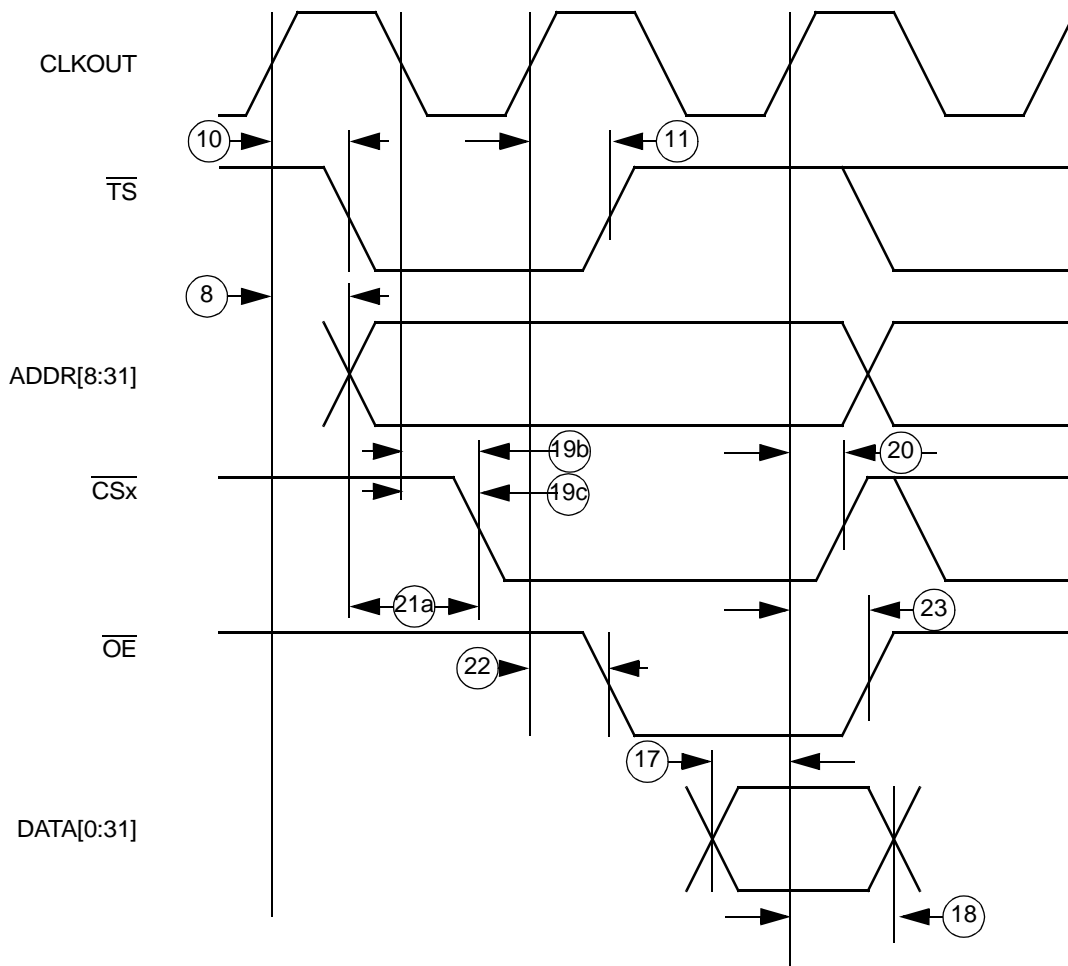 CLKOUT
10
11
TS
8
ADDR[8:31]
19b
20
CSx
19c
21a
23
OE
22
17
DATA[0:31]
18